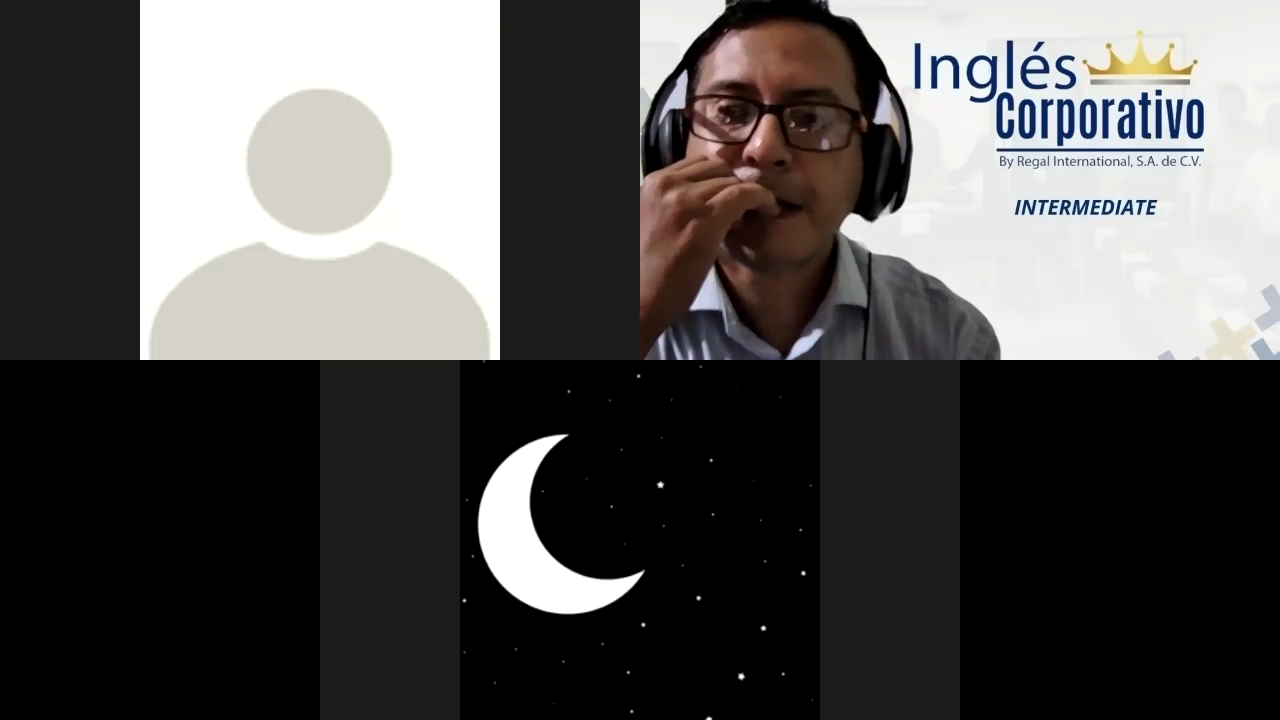 Inglés
Corporativo
By Regal International, S.A. de C.V.
INTERMEDIATE